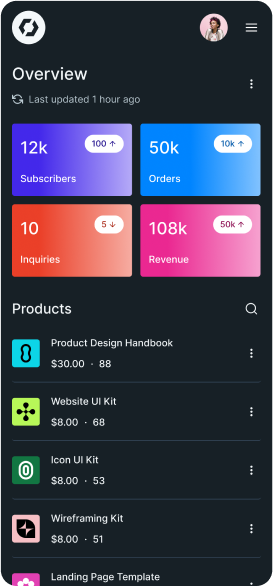 Overview
Last updated 1 hour ago
12k
100 ↑
Subscribers
50k
10k ↑
Orders
10
5 ↓
Inquiries
108k
50k ↑
Revenue
Products
Product Design Handbook
$30.00 · 88
Website UI Kit
$8.00 · 68
Icon UI Kit
$8.00 · 53
Wireframing Kit
$8.00 · 51
Landing Page Template